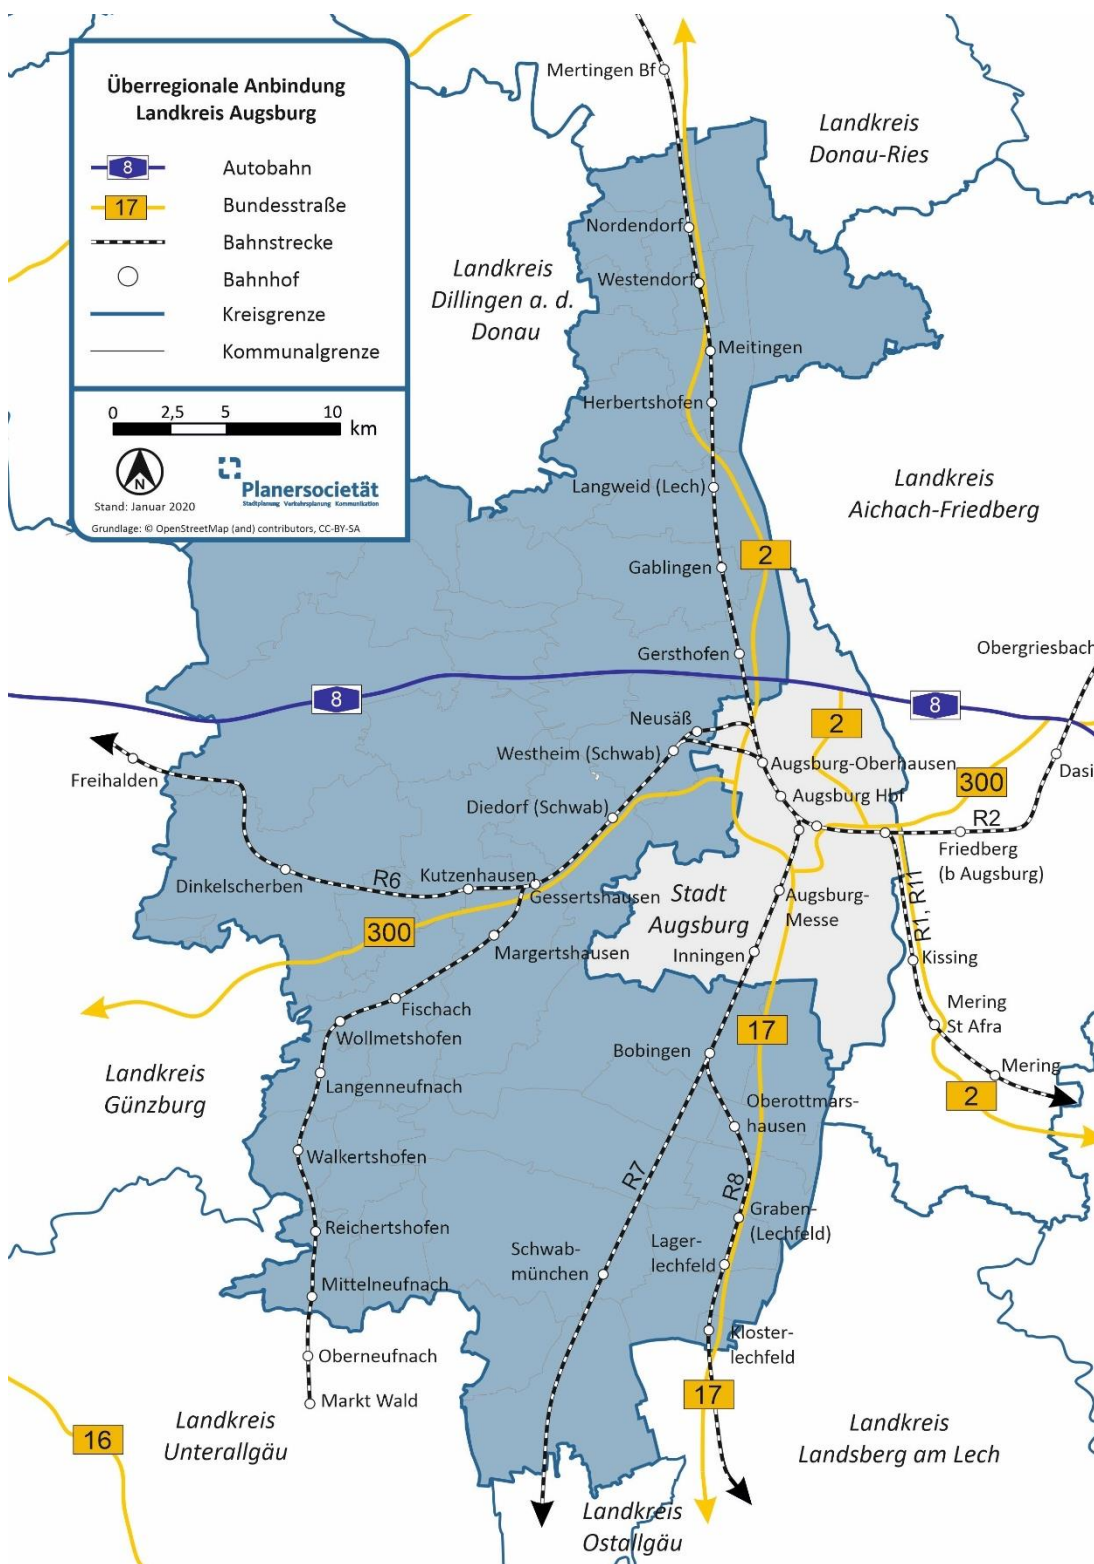 Überregionale Anbindung
Landkreis Augsburg
8
Autobahn
17
Bundesstraße
Bahnstrecke
Bahnhof
Kreisgrenze
Kommunalgrenze
0
2,5
5
10
km
N
Stand: Januar 2020
Planersocietät
Stadtplanung Verkehrsplanung Kommunikation
Grundlage: © OpenStreetMap (and) contributors, CC-BY-SA
Mertingen Bf
Landkreis
Donau-Ries
Nordendorf
Landkreis
Dillingen a. d.
Donau
Westendorf
Meitingen
Herbertshofen
Langweid (Lech)
Landkreis
Aichach-Friedberg
2
Gablingen
Gersthofen
Obergriesbach
8
8
Neusäß
2
Westheim (Schwab)
Augsburg-Oberhausen
Freihalden
300
Dasi
Augsburg Hbf
Diedorf (Schwab)
R2
Friedberg
(b Augsburg)
Dinkelscherben
R6
Kutzenhausen
Gessertshausen
Stadt
Augsburg
Augsburg-
Messe
R1, R11
300
Margertshausen
Inningen
Kissing
Fischach
Mering
St Afra
Wollmetshofen
17
Bobingen
Landkreis
Günzburg
Langenneufnach
Mering
2
Oberottmars-
hausen
Walkertshofen
R7
R8
Reichertshofen
Graben-
(Lechfeld)
Schwab-
münchen
Lager-
lechfeld
Mittelneufnach
Kloster-
lechfeld
Oberneufnach
17
Markt Wald
Landkreis
Unterallgäu
16
Landkreis
Landsberg am Lech
Landkreis
Ostallgäu